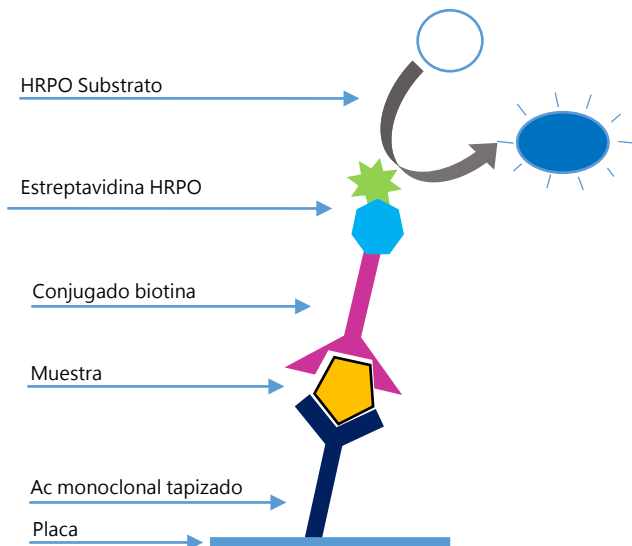 HRPO Substrato
Estreptavidina HRPO
Conjugado biotina
Muestra
Ac monoclonal tapizado
Placa